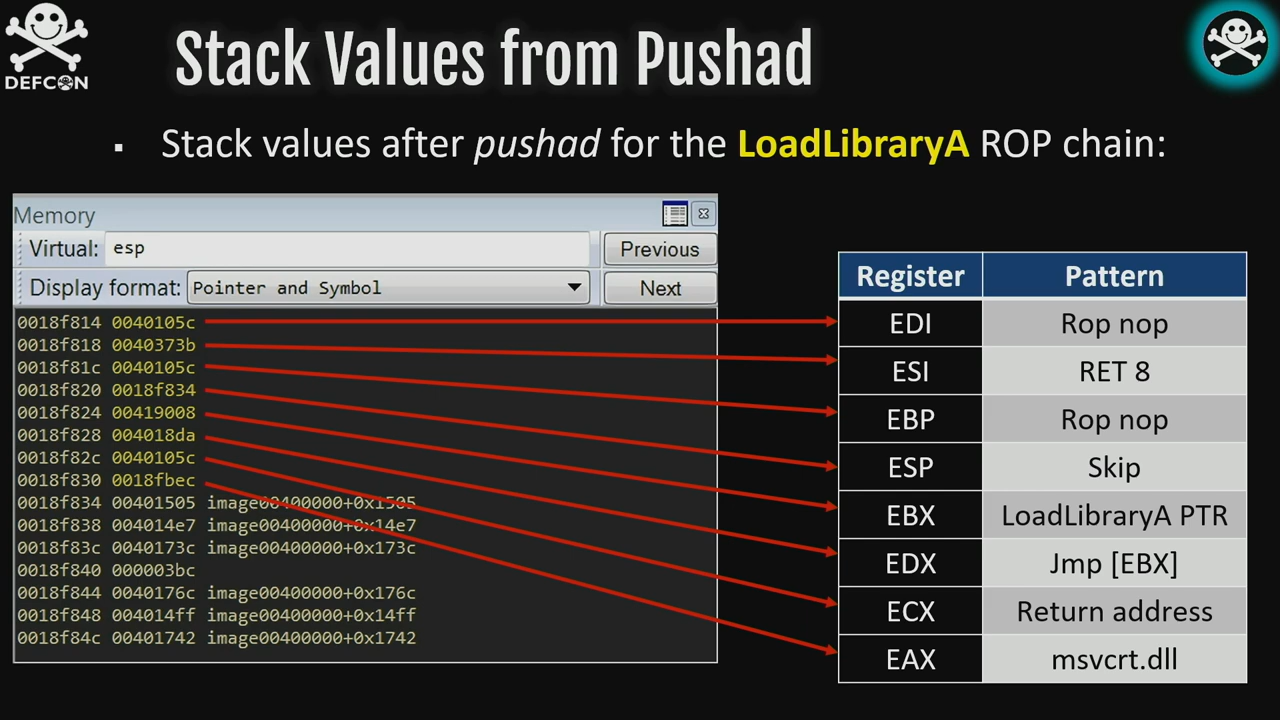 DEFCON
Stack Values from Pushad
▪ Stack values after pushad for the LoadLibraryA ROP chain:
Memory
Virtual: esp Previous
Display format: Pointer and Symbol Next
0018f814 0040105c
0018f818 0040373b
0018f81c 0040105c
0018f820 0018f834
0018f824 00419008
0018f828 004018da
0018f82c 0040105c
0018f830 0018fbec
0018f834 00401505 image00400000+0x1505
0018f838 004014e7 image00400000+0x14e7
0018f83c 0040173c image00400000+0x173c
0018f840 000003bc
0018f844 0040176c image00400000+0x176c
0018f848 004014ff image00400000+0x14ff
0018f84c 00401742 image00400000+0x1742
Register Pattern
EDI Rop nop
ESI RET 8
EBP Rop nop
ESP Skip
EBX LoadLibraryA PTR
EDX Jmp [EBX]
ECX Return address
EAX msvcrt.dll